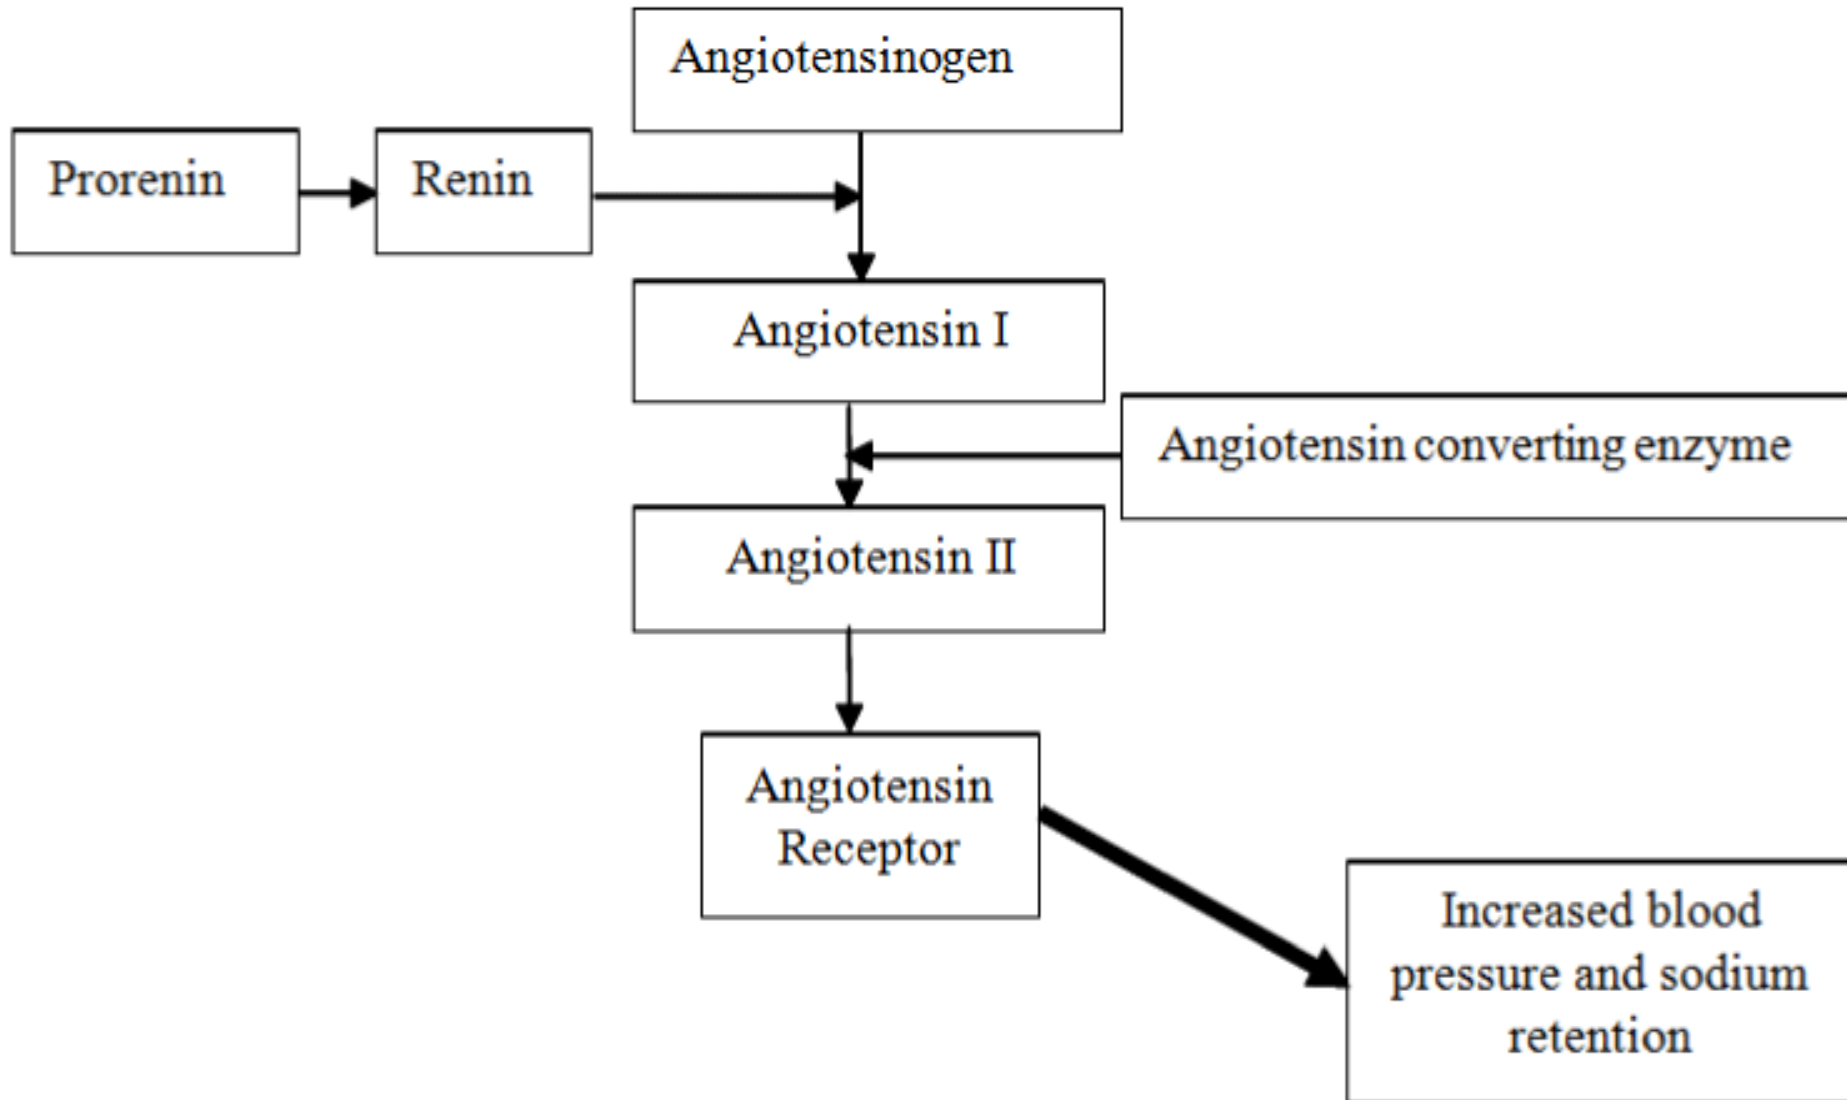 Angiotensinogen
Prorenin
Renin
Angiotensin I
Angiotensin converting enzyme
Angiotensin II
Angiotensin
Receptor
Increased blood
pressure and sodium
retention